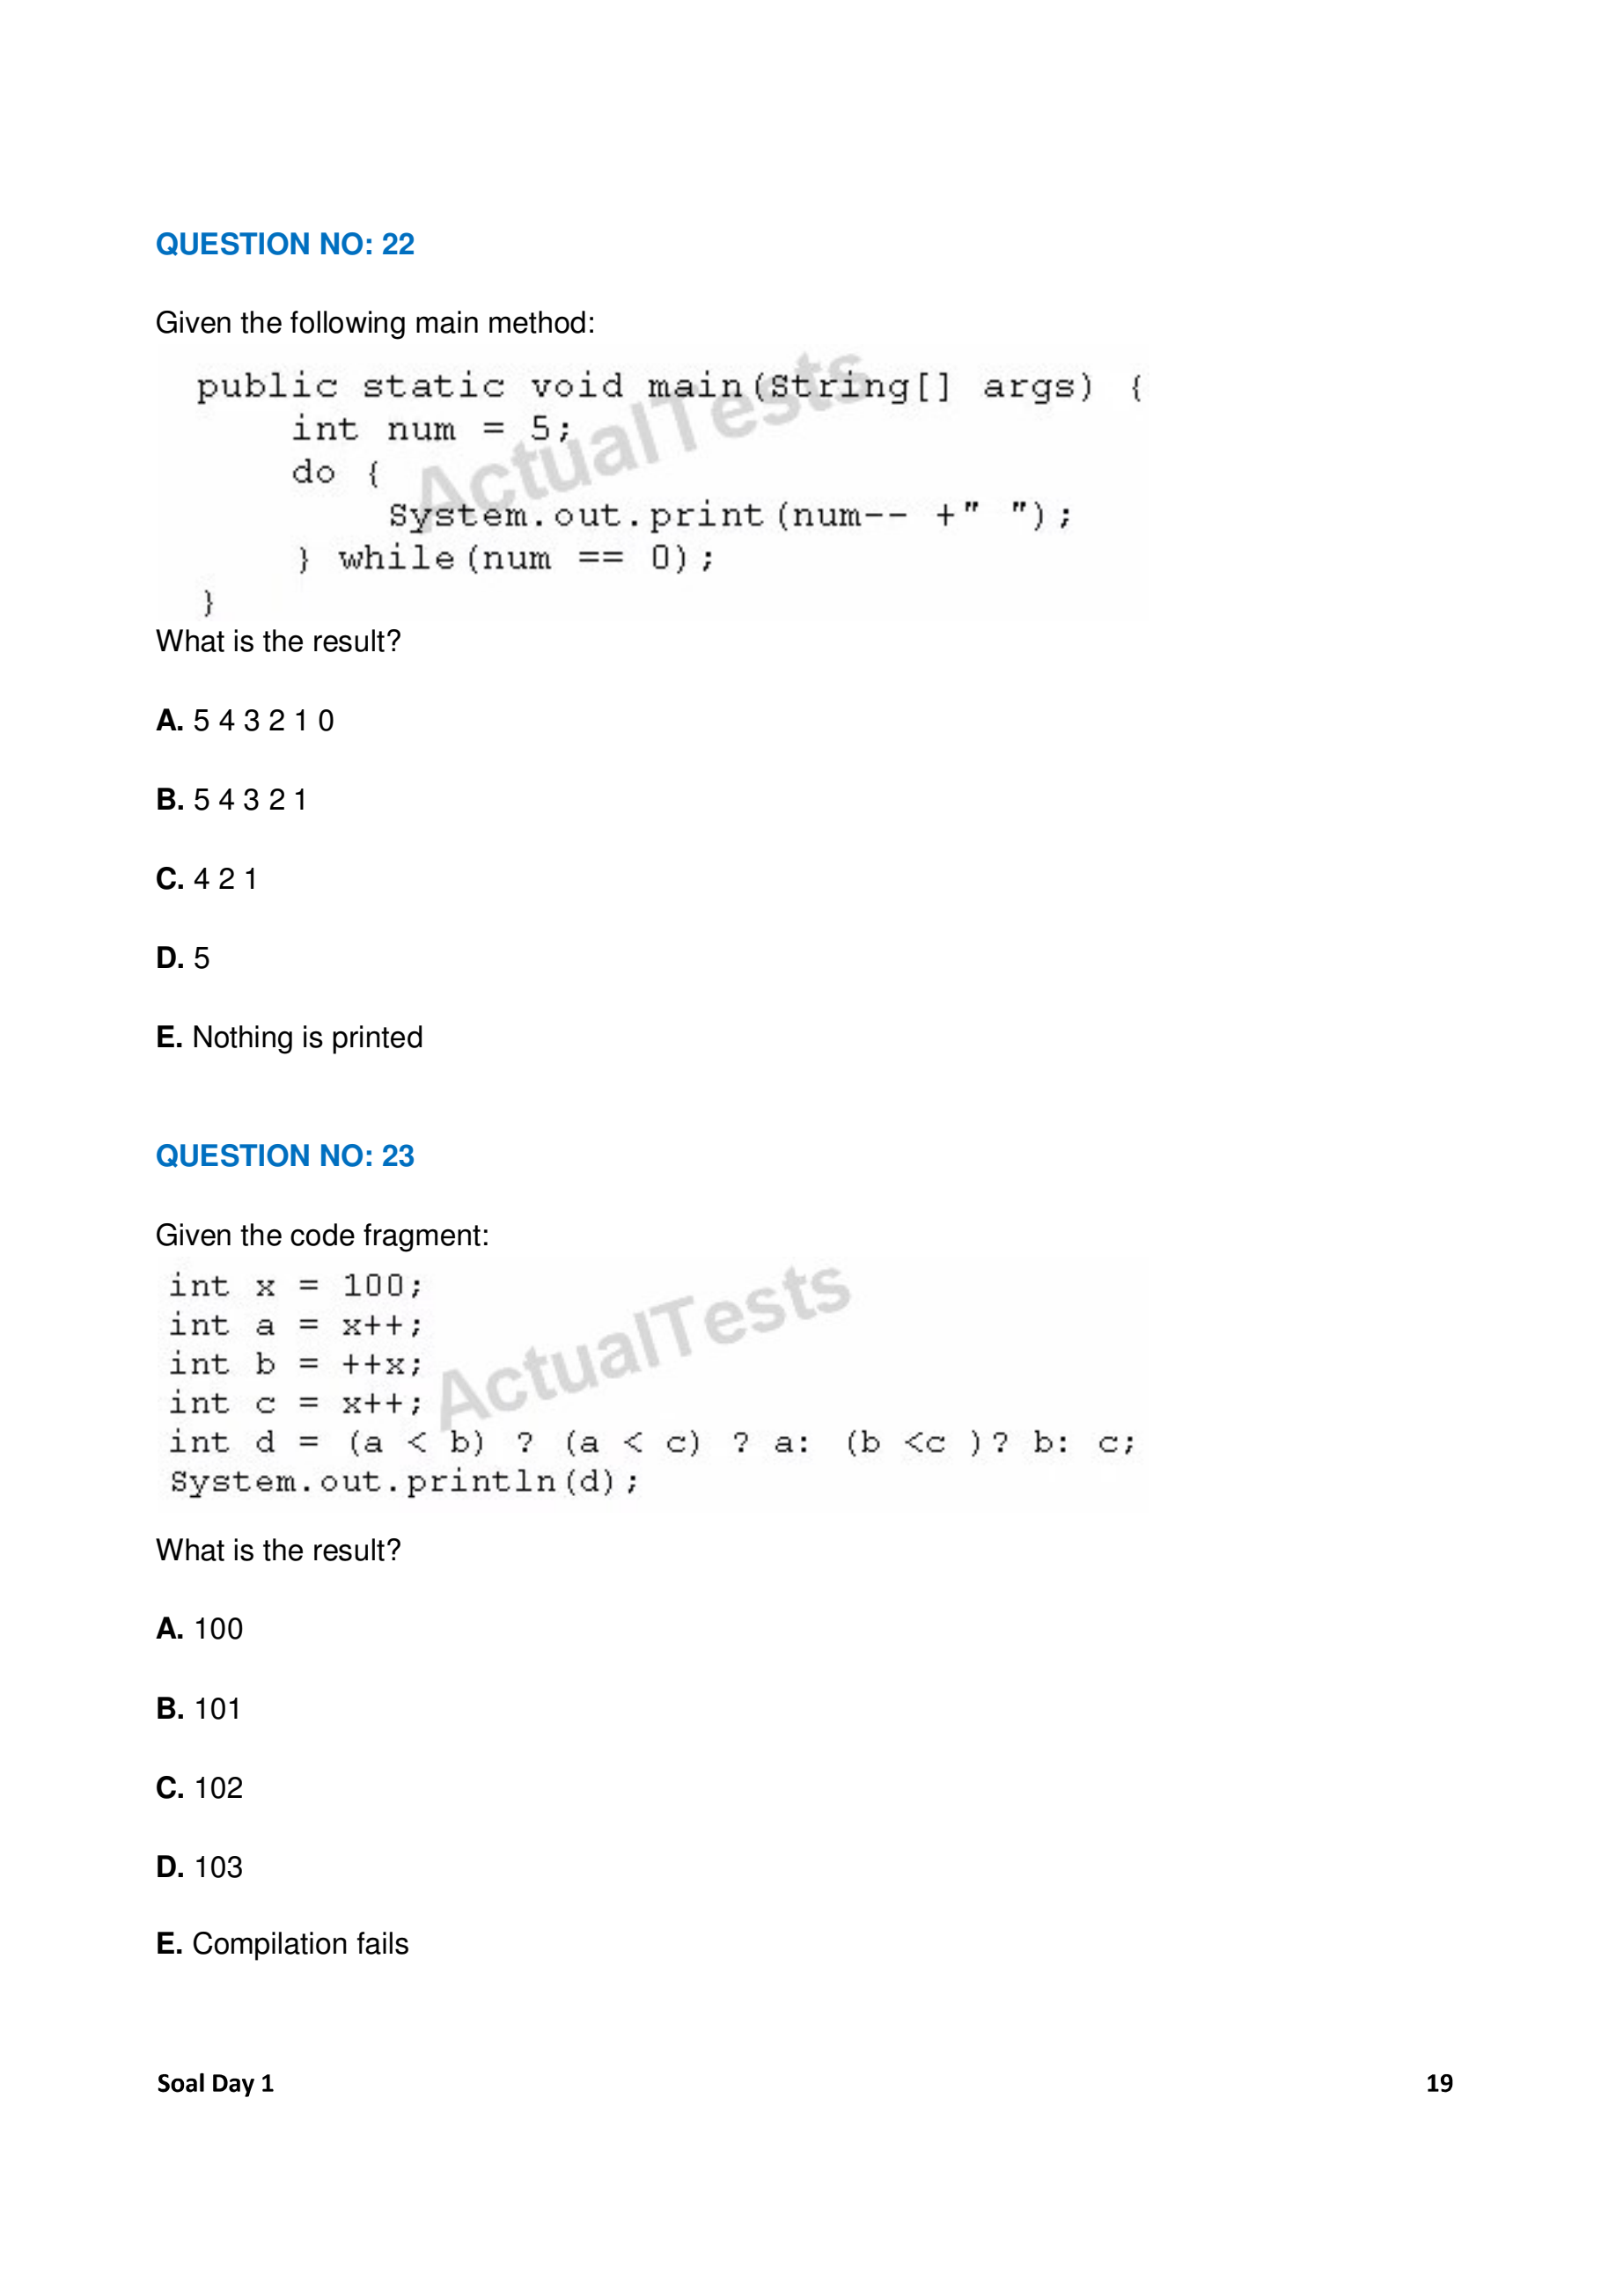 QUESTION NO: 22
Given the following main method:
ActualTests
public static void main(String[] args) {
int num = 5;
do {
System.out.print(num-- +" ");
} while(num == 0);
}
What is the result?
A. 5 4 3 2 1 0
B. 5 4 3 2 1
C. 4 2 1
D. 5
E. Nothing is printed
QUESTION NO: 23
Given the code fragment:
ActualTests
int x = 100;
int a = x++;
int b = ++x;
int c = x++;
int d = (a < b) ? (a < c) ? a: (b <c )? b: c;
System.out.println(d);
What is the result?
A. 100
B. 101
C. 102
D. 103
E. Compilation fails
Soal Day 1 19